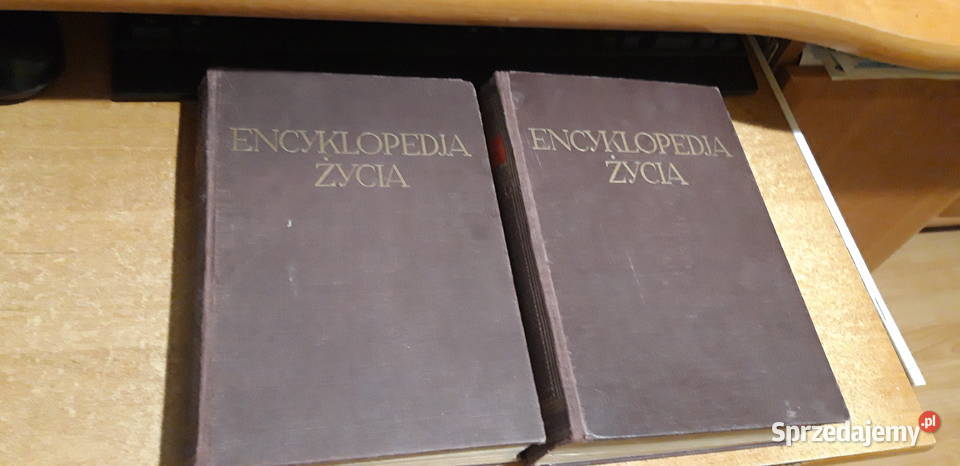 ENCYKLOPEDJA
ŻYCIA
ENCYKLOPEDJA
ŻYCIA
Sprzedajemy.pl